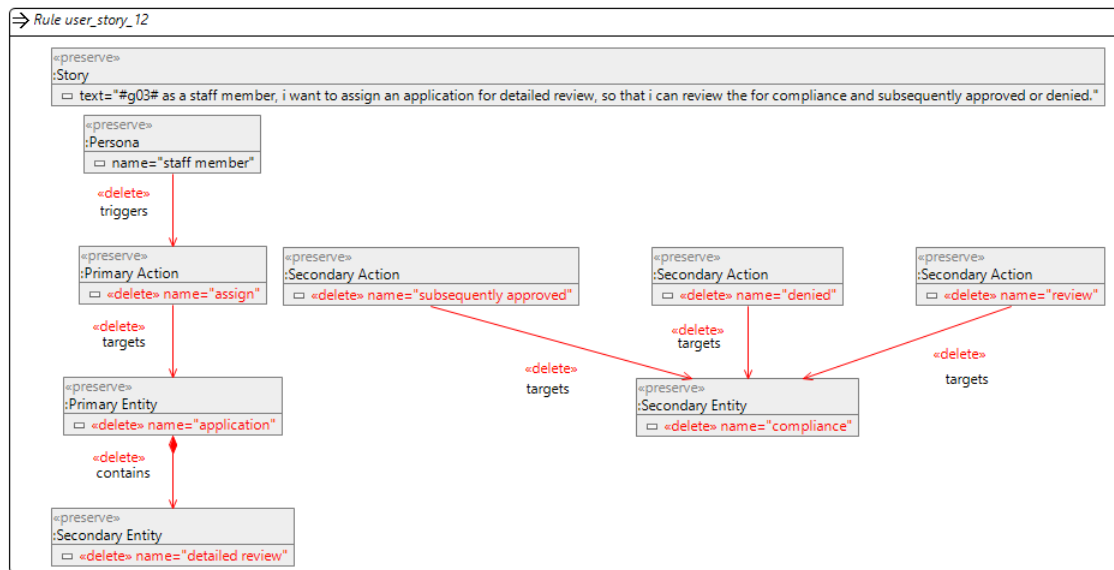 Rule user_story_12
«preserve»
:Story
text="#g03# as a staff member, i want to assign an application for detailed review, so that i can review the for compliance and subsequently approved or denied."
«preserve»
:Persona
name="staff member"
«delete»
triggers
«preserve»
:Primary Action
«delete» name="assign"
«preserve»
:Secondary Action
«delete» name="subsequently approved"
«preserve»
:Secondary Action
«delete» name="denied"
«preserve»
:Secondary Action
«delete» name="review"
«delete»
targets
«delete»
targets
«delete»
targets
«delete»
targets
«preserve»
:Primary Entity
«delete» name="application"
«preserve»
:Secondary Entity
«delete» name="compliance"
«delete»
contains
«preserve»
:Secondary Entity
«delete» name="detailed review"